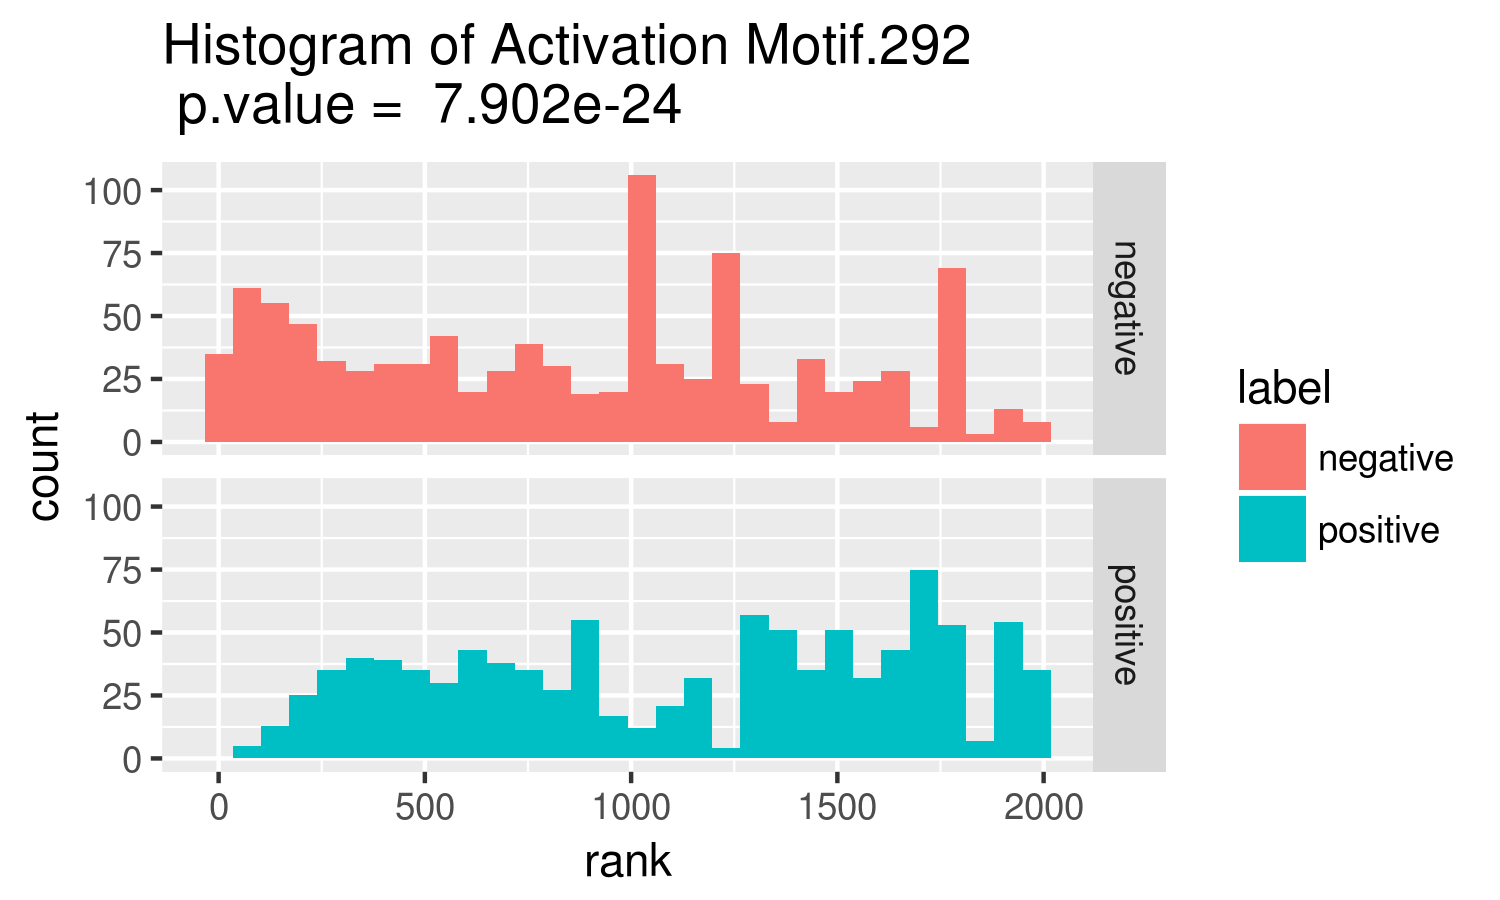 Histogram of Activation Motif.292
p.value = 7.902e-24
100
75
50
25
0
negative
100
75
50
25
0
positive
count
0
500
1000
1500
2000
rank
label
negative
positive